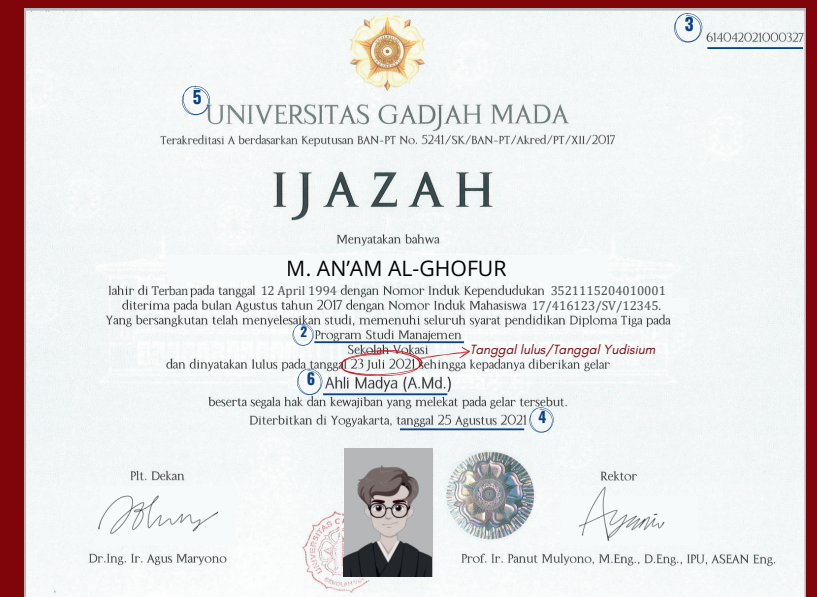 3
614042021000327
5
UNIVERSITAS GADJAH MADA
Terakreditasi A berdasarkan Keputusan BAN-PT No. 5241/SK/BAN-PT/Akred/PT/XII/2017
IJAZAH
Menyatakan bahwa
M. AN'AM AL-GHOFUR
lahir di Terban pada tanggal 12 April 1994 dengan Nomor Induk Kependudukan 3521115204010001
diterima pada bulan Agustus tahun 2017 dengan Nomor Induk Mahasiswa 17/416123/SV/12345.
Yang bersangkutan telah menyelesaikan studi, memenuhi seluruh syarat pendidikan Diploma Tiga pada
2 Program Studi Manajemen
Sekolah Vokasi
Tanggal lulus/Tanggal Yudisium
dan dinyatakan lulus pada tanggal 23 Juli 2021 sehingga kepadanya diberikan gelar
6 Ahli Madya (A.Md.)
beserta segala hak dan kewajiban yang melekat pada gelar tersebut.
Diterbitkan di Yogyakarta, tanggal 25 Agustus 2021 4
Plt. Dekan
Rektor
Dr.Ing. Ir. Agus Maryono
Prof. Ir. Panut Mulyono, M.Eng., D.Eng., IPU, ASEAN Eng.